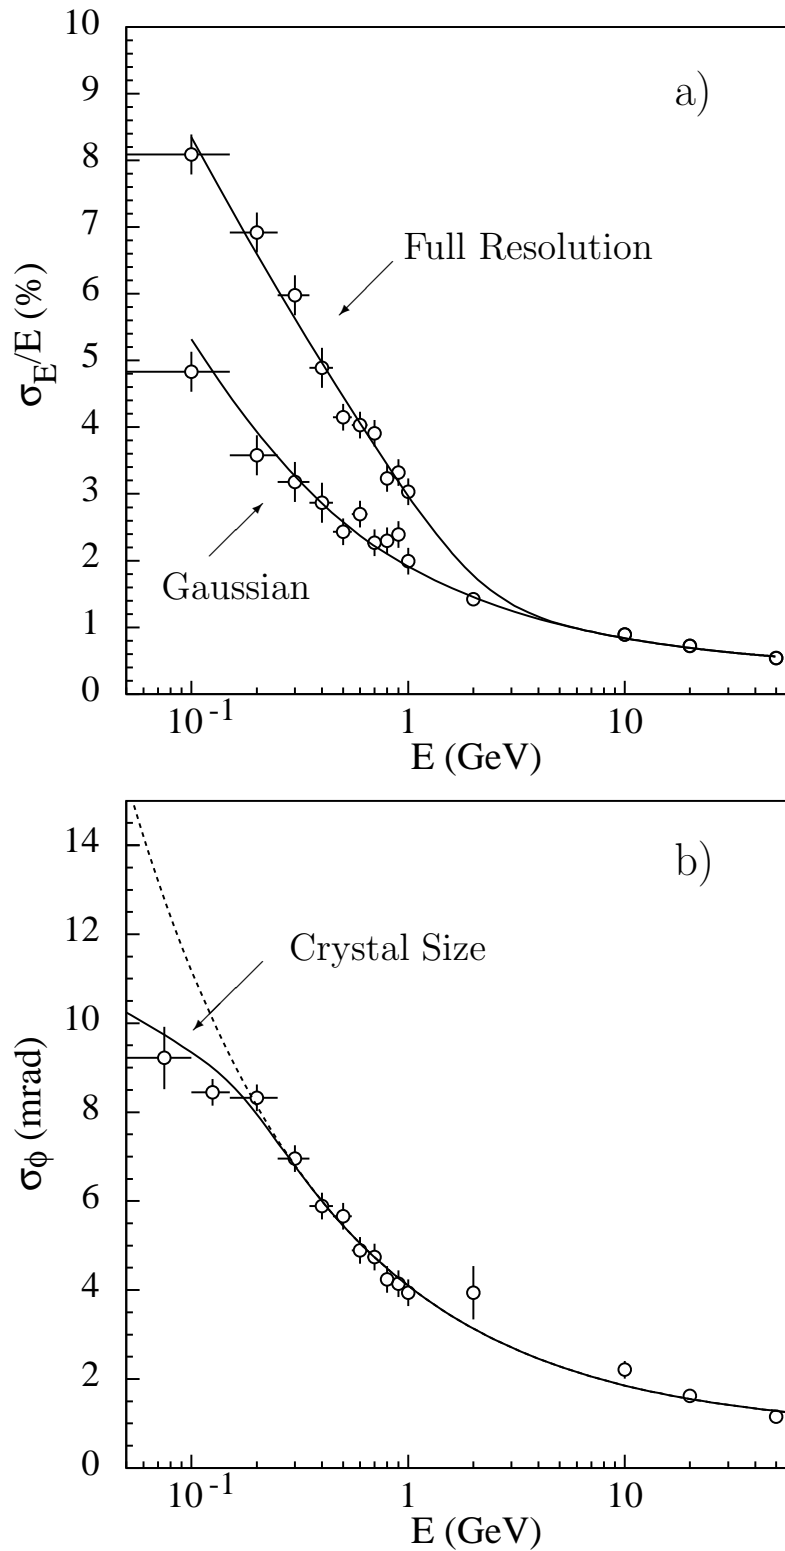 10
9
8
7
6
5
4
3
2
1
0
a)
Full Resolution
Gaussian
σE/E (%)
10-1 1 10
E (GeV)
14
12
10
8
6
4
2
0
b)
Crystal Size
σϕ (mrad)
10-1 1 10
E (GeV)